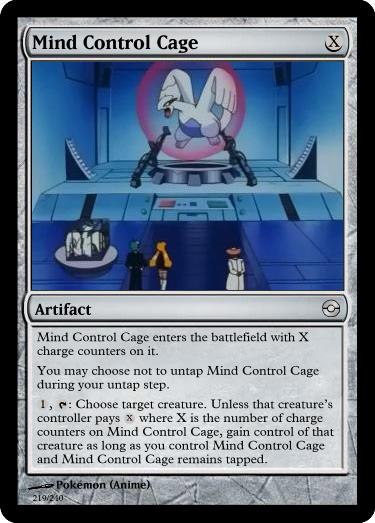 Mind Control Cage X
Artifact
Mind Control Cage enters the battlefield with X
charge counters on it.
You may choose not to untap Mind Control Cage
during your untap step.
1 , : Choose target creature. Unless that creature's
controller pays X where X is the number of charge
counters on Mind Control Cage, gain control of that
creature as long as you control Mind Control Cage
and Mind Control Cage remains tapped.
Pokémon (Anime)
219/240